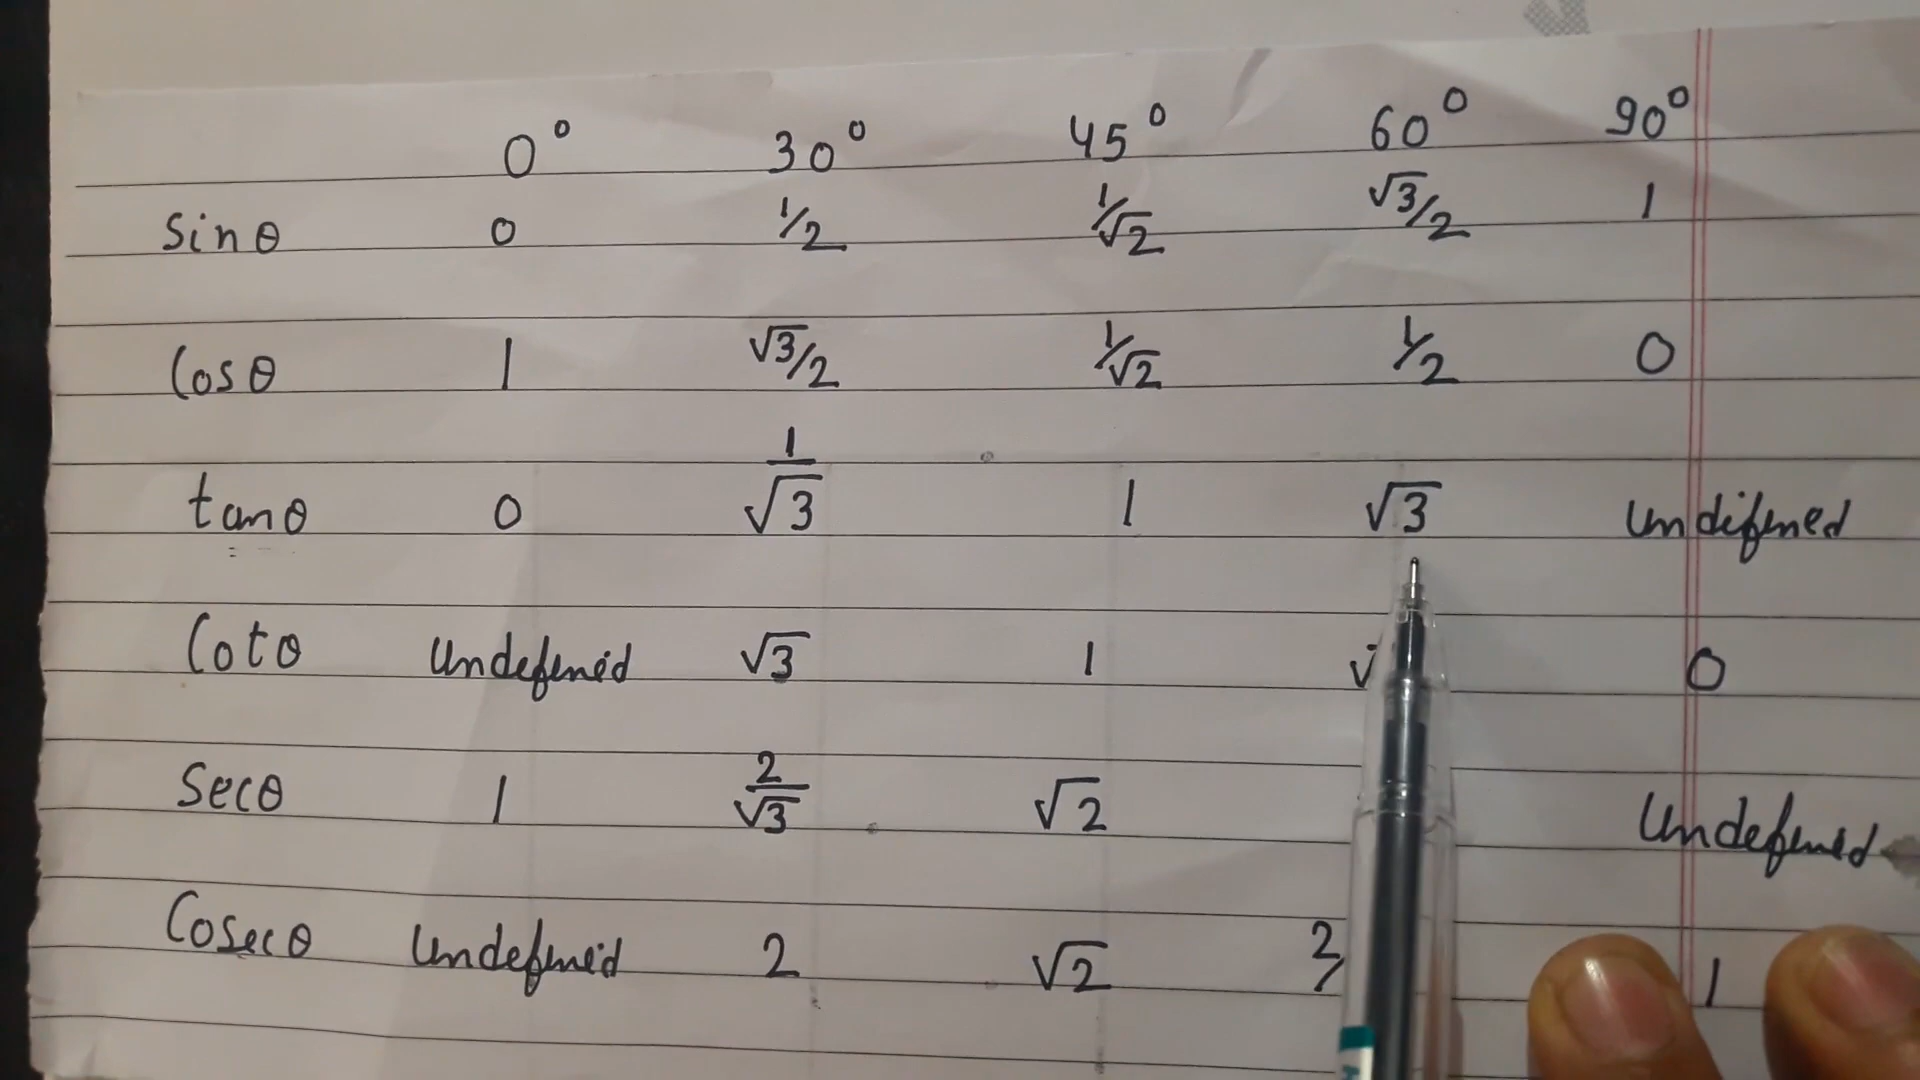 0° 30° 45° 60° 90°
Sinθ 0 1/2 1/√2 √3/2 1
Cosθ 1 √3/2 1/√2 1/2 0
tanθ 0 1/√3 1 √3 undifined
Cotθ undefined √3 1 √ 0
Secθ 1 2/√3 √2 undefined
Cosecθ undefined 2 √2 2/ 1